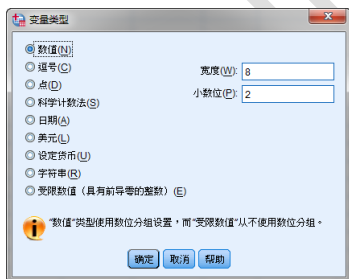 变量类型
数值(N)
逗号(C)
点(D)
科学计数法(S)
日期(A)
美元(L)
设定货币(U)
字符串(R)
受限数值（具有前导零的整数）(E)
宽度(W): 8
小数位(P): 2
“数值”类型使用数位分组设置，而“受限数值”从不使用数位分组。
确定 取消 帮助